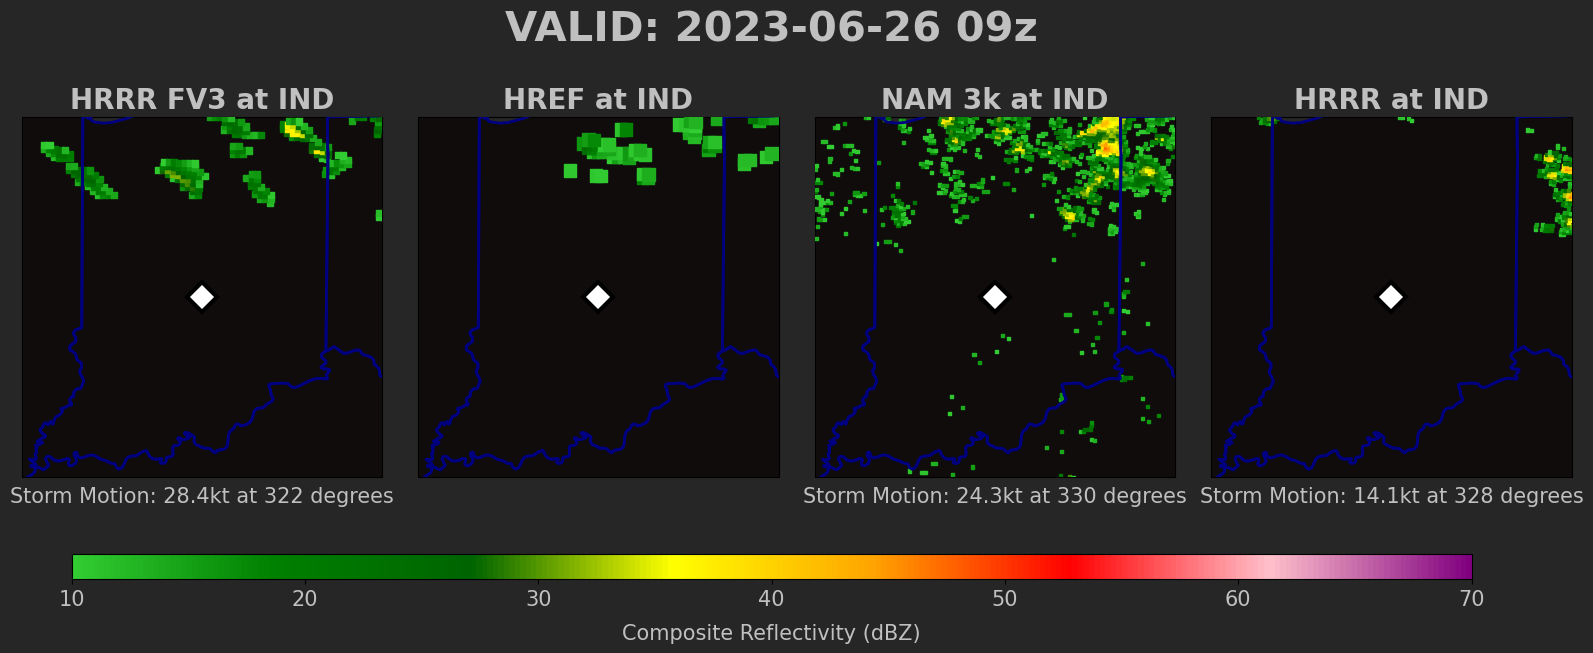 VALID: 2023-06-26 09z
HRRR FV3 at IND
HREF at IND
NAM 3k at IND
HRRR at IND
Storm Motion: 28.4kt at 322 degrees
Storm Motion: 24.3kt at 330 degrees
Storm Motion: 14.1kt at 328 degrees
10 20 30 40 50 60 70
Composite Reflectivity (dBZ)